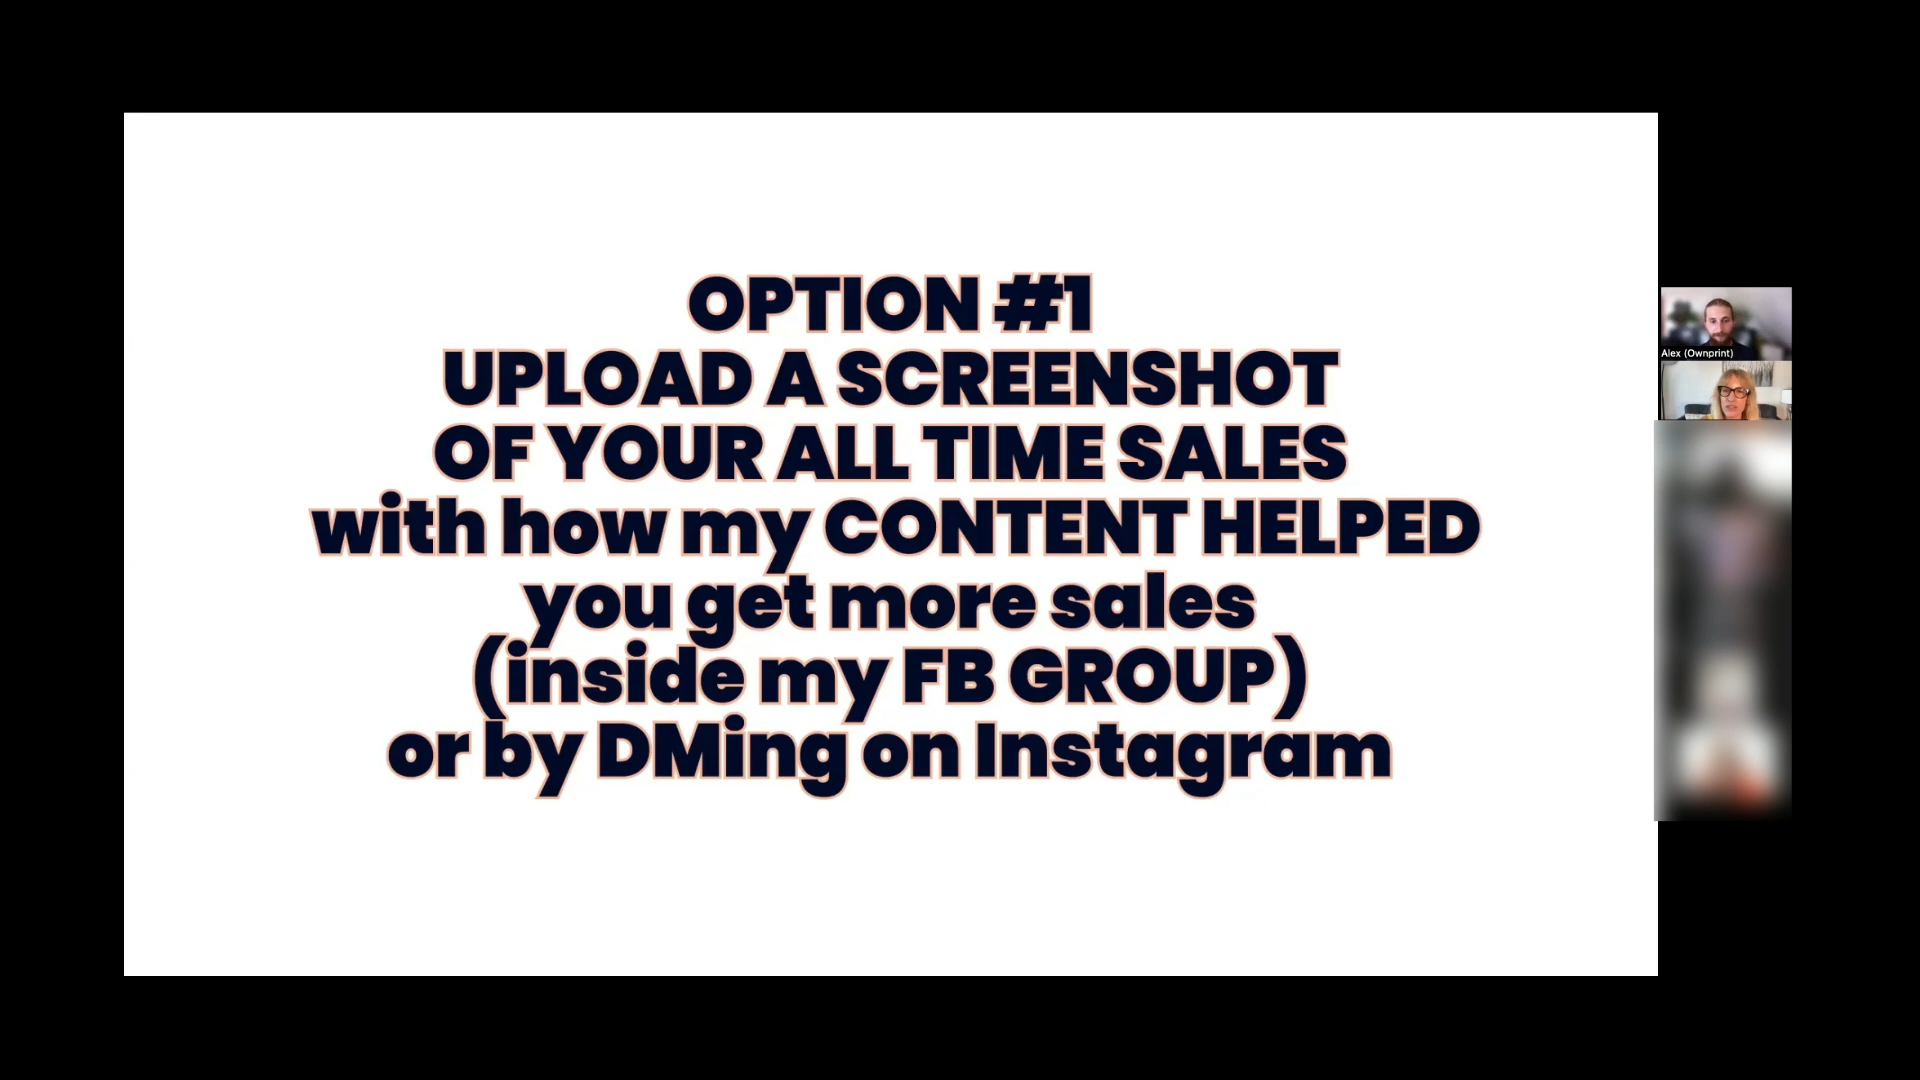 OPTION #1
UPLOAD A SCREENSHOT
OF YOUR ALL TIME SALES
with how my CONTENT HELPED
you get more sales
(inside my FB GROUP)
or by DMing on Instagram
Alex (Ownprint)